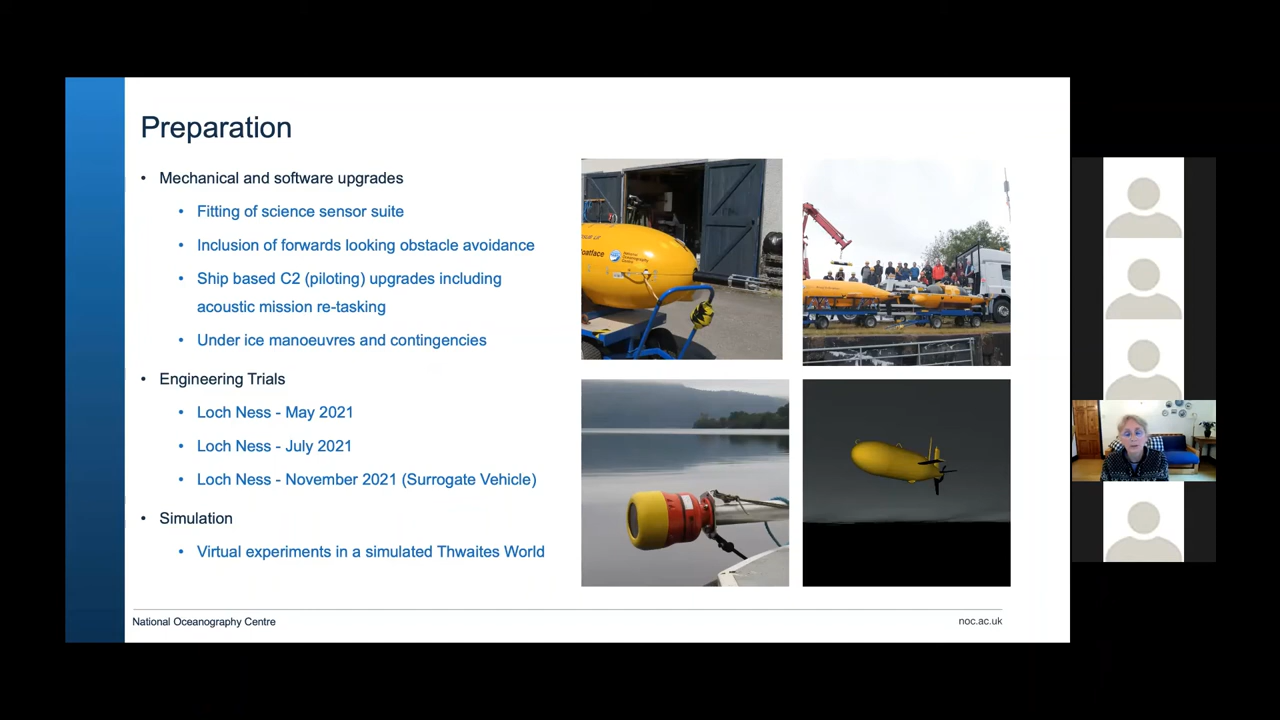 Preparation
• Mechanical and software upgrades
• Fitting of science sensor suite
• Inclusion of forwards looking obstacle avoidance
• Ship based C2 (piloting) upgrades including
acoustic mission re-tasking
• Under ice manoeuvres and contingencies
• Engineering Trials
• Loch Ness - May 2021
• Loch Ness - July 2021
• Loch Ness - November 2021 (Surrogate Vehicle)
• Simulation
• Virtual experiments in a simulated Thwaites World
National
Oceanography
Centre
National Oceanography Centre
noc.ac.uk